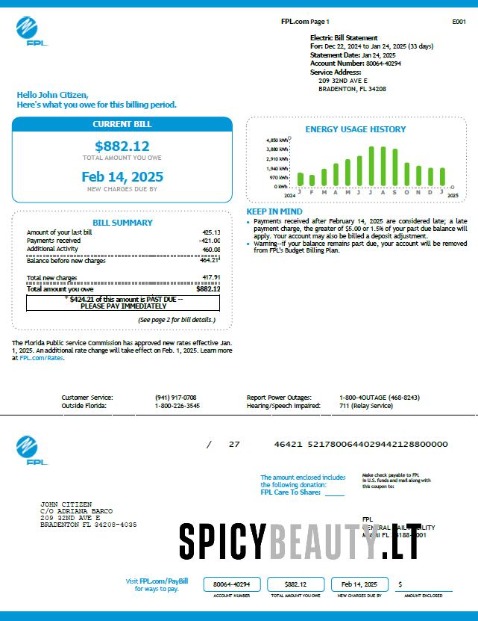 FPL.com Page 1
E001
FPL
Electric Bill Statement
For: Dec 22, 2024 to Jan 24, 2025 (33 days)
Statement Date: Jan 24, 2025
Account Number: 80064-40294
Service Address:
209 32ND AVE E
BRADENTON, FL 34208
Hello John Citizen,
Here's what you owe for this billing period.
CURRENT BILL
$882.12
TOTAL AMOUNT YOU OWE
Feb 14, 2025
NEW CHARGES DUE BY
BILL SUMMARY
Amount of your last bill 425.13
Payments received -421.00
Additional Activity 460.08
Balance before new charges 464.21
Total new charges 417.91
Total amount you owe $882.12
* $424.21 of this amount is PAST DUE --
PLEASE PAY IMMEDIATELY
(See page 2 for bill details.)
The Florida Public Service Commission has approved new rates effective Jan.
1, 2025. An additional rate change will take effect on Feb. 1, 2025. Learn more
at FPL.com/Rates.
ENERGY USAGE HISTORY
4,850 kWh
3,880 kWh
2,910 kWh
1,940 kWh
970 kWh
0 kWh
J F M A M J J A S O N D J
2024 2025
KEEP IN MIND
• Payments received after February 14, 2025 are considered late; a late
payment charge, the greater of $5.00 or 1.5% of your past due balance will
apply. Your account may also be billed a deposit adjustment.
• Warning--If your balance remains past due, your account will be removed
from FPL's Budget Billing Plan.
Customer Service: (941) 917-0708
Outside Florida: 1-800-226-3545
Report Power Outages: 1-800-4OUTAGE (468-8243)
Hearing/Speech Impaired: 711 (Relay Service)
FPL
/ 27 46421 5217800644029442128800000
The amount enclosed includes
the following donation:
FPL Care To Share:
Make check payable to FPL
in U.S. funds and mail along with
this coupon to:
JOHN CITIZEN
C/O ADRIANA BARCO
209 32ND AVE E
BRADENTON FL 34208-4035
FPL
GENERAL MAIL FACILITY
SPICYBEAUTY.LT
Visit FPL.com/PayBill
for ways to pay.
80064-40294
ACCOUNT NUMBER
$882.12
TOTAL AMOUNT YOU OWE
Feb 14, 2025
NEW CHARGES DUE BY
$
AMOUNT ENCLOSED